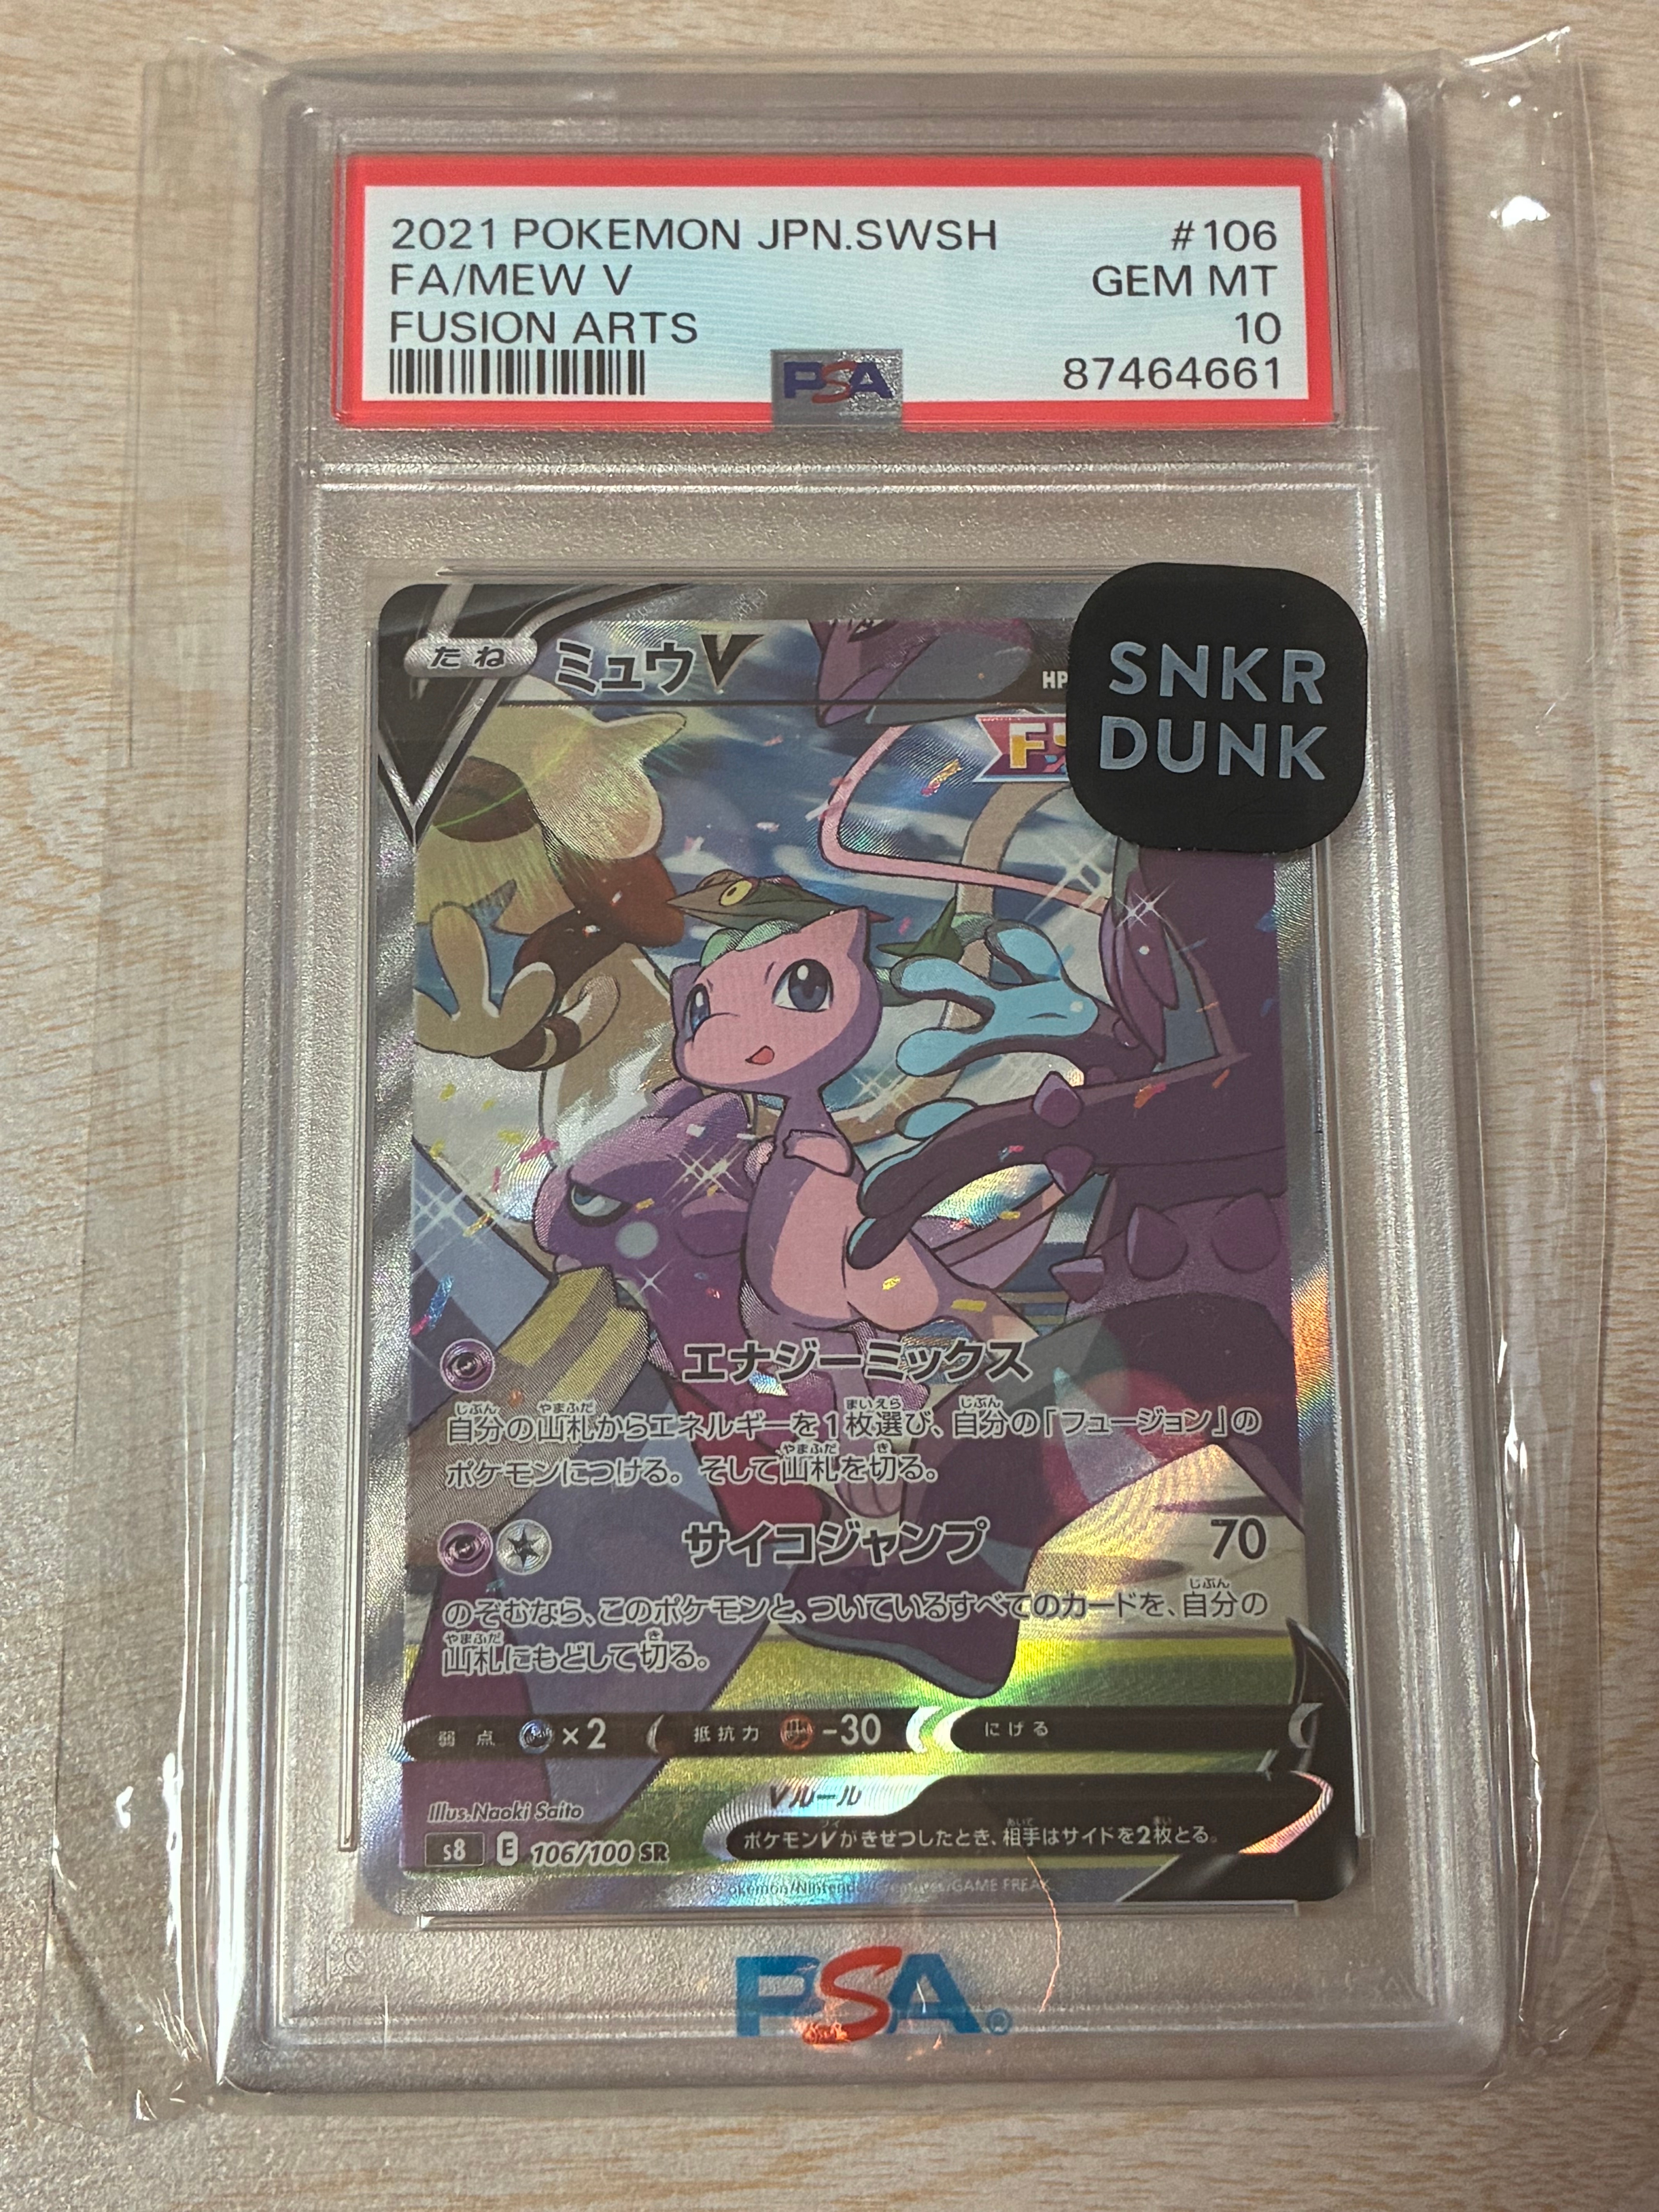 2021 POKEMON JPN.SWSH #106
FA/MEW V GEM MT
FUSION ARTS 10
PSA 87464661
たね ミュウV HP
SNKR
DUNK
エナジーミックス
自分の山札からエネルギーを1枚選び、自分の「フュージョン」の
ポケモンにつける。そして山札を切る。
サイコジャンプ 70
のぞむなら、このポケモンと、ついているすべてのカードを、自分の
山札にもどして切る。
弱点 ×2 抵抗力 -30 にげる
Vルール
ポケモンVがきぜつしたとき、相手はサイドを2枚とる。
Illus.Naoki Saito
s8 E 106/100 SR
Pokémon/Nintendo/Creatures/GAME FREAK
PSA®